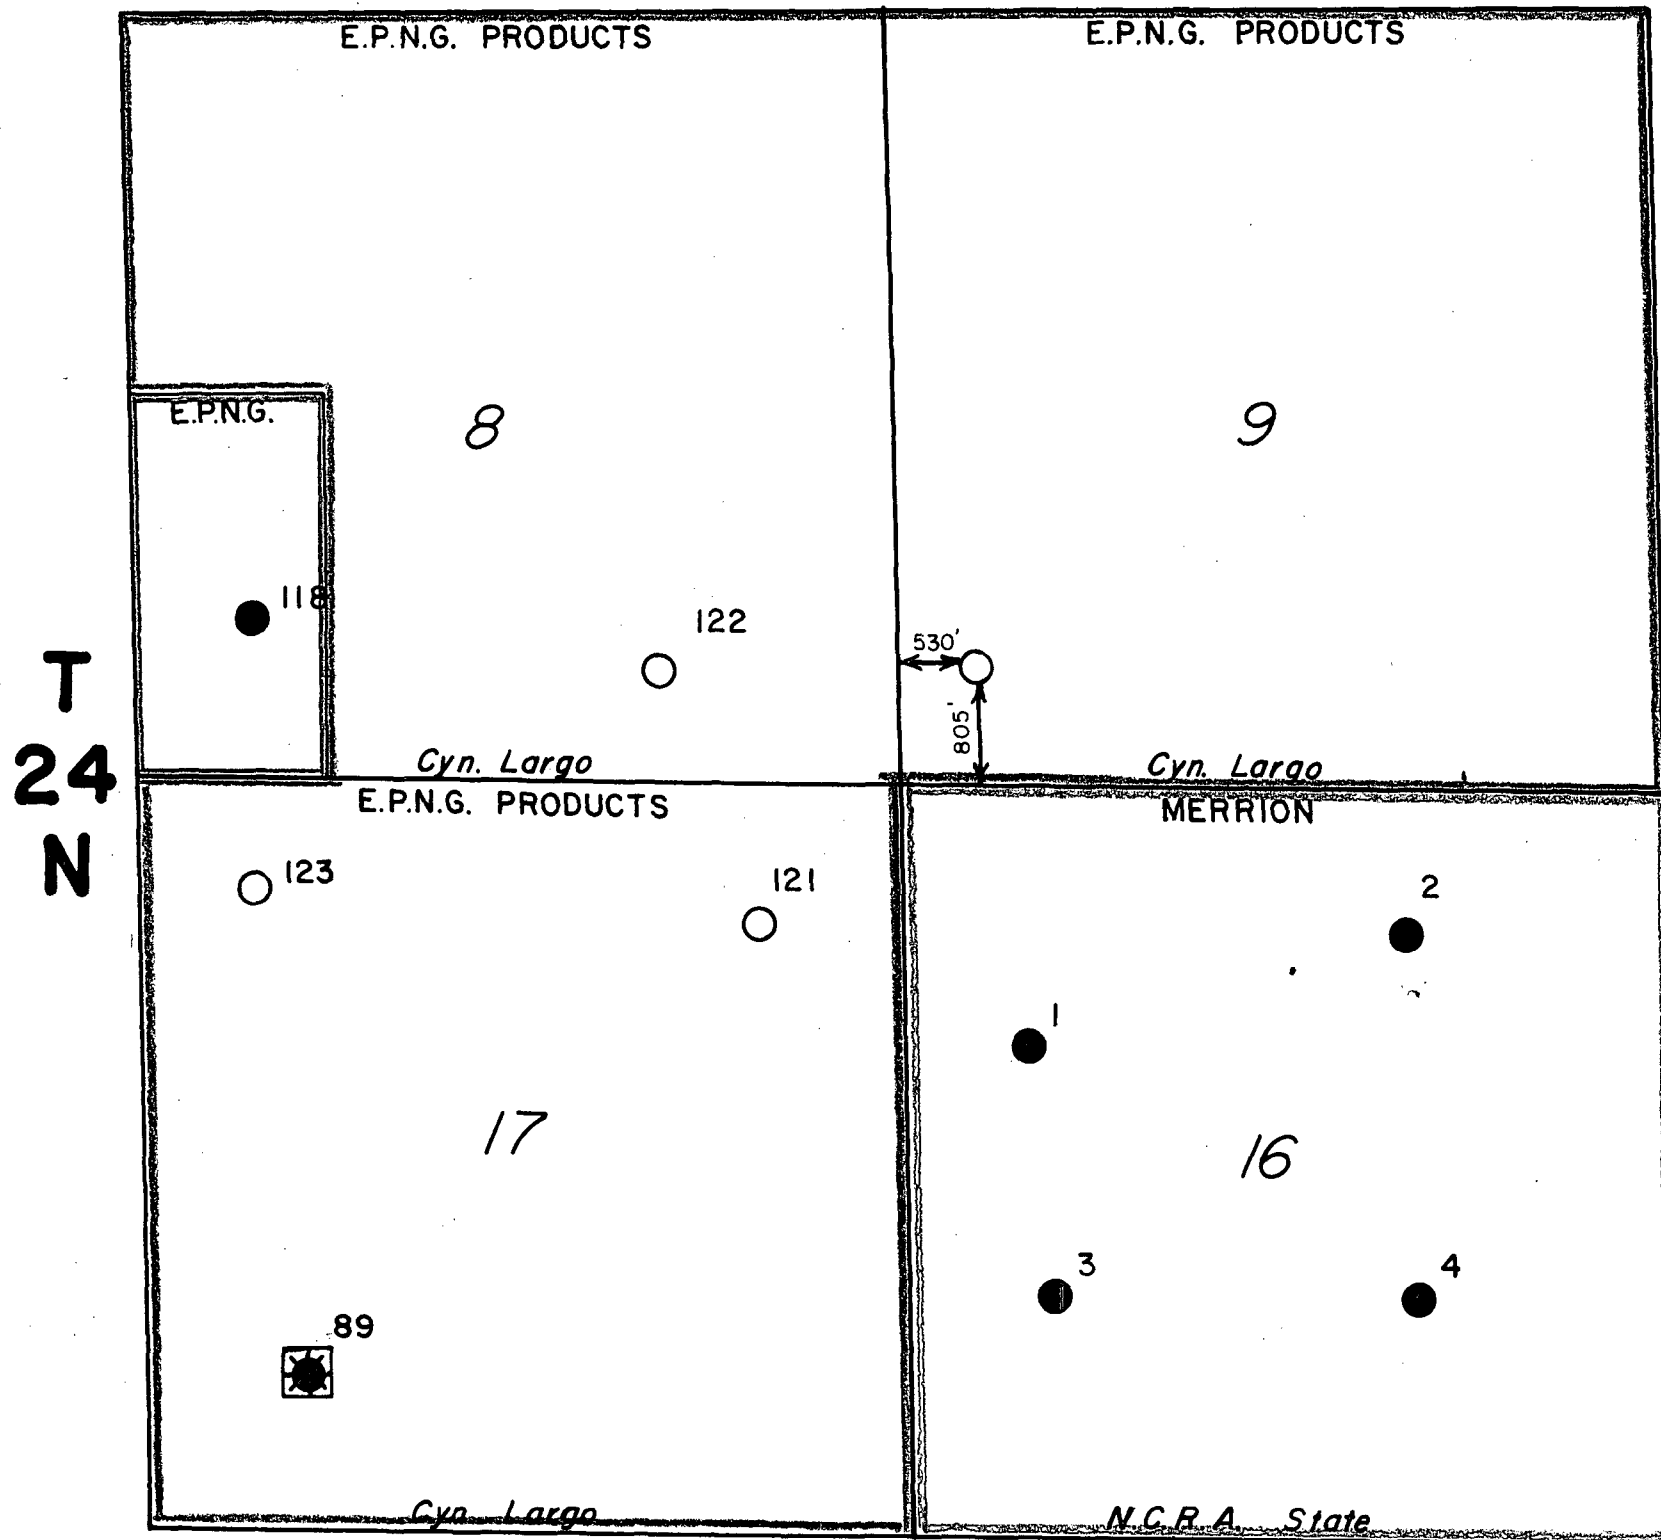 E.P.N.G. PRODUCTS
E.P.N.G. PRODUCTS
E.P.N.G.
8
9
118
122
530'
805'
T
24
N
Cyn. Largo
Cyn. Largo
E.P.N.G. PRODUCTS
MERRION
123
121
2
1
17
16
3
4
89
Cyn. Largo
N.C.R.A. State